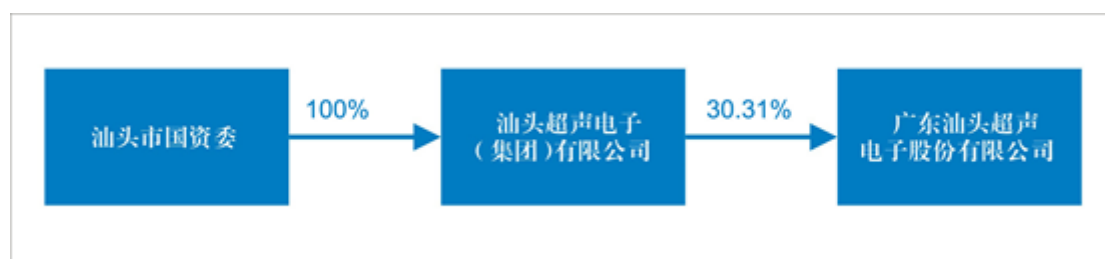 汕头市国资委
100%
汕头超声电子
（集团）有限公司
30.31%
广东汕头超声
电子股份有限公司